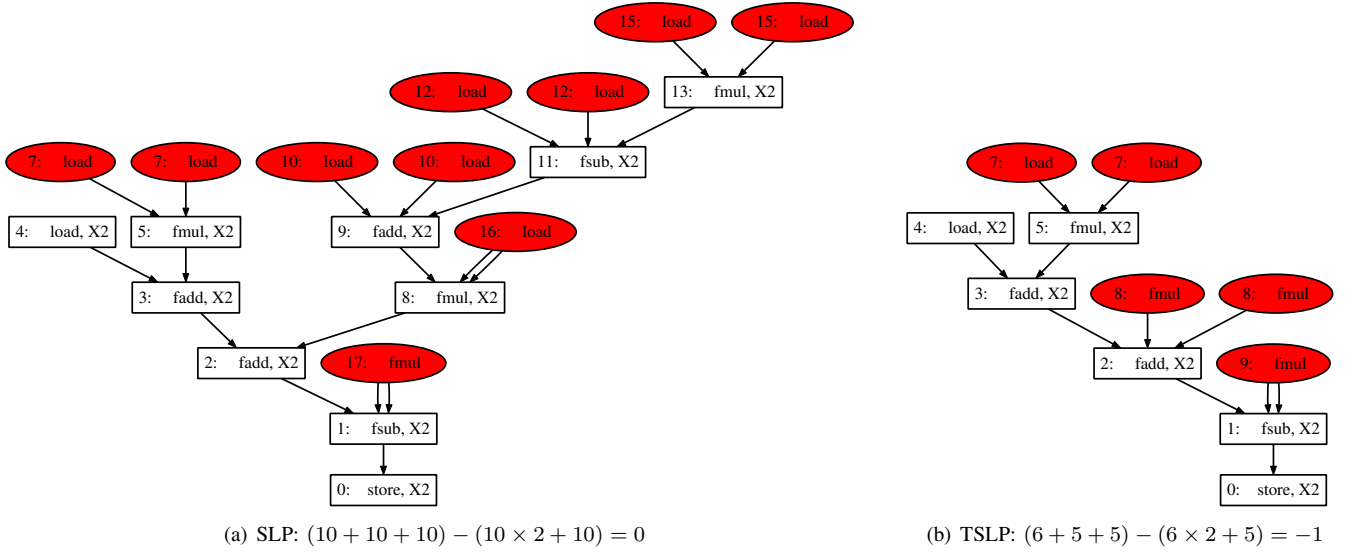 15: load 15: load
12: load 12: load 13: fmul, X2
7: load 7: load 10: load 10: load 11: fsub, X2
4: load, X2 5: fmul, X2 9: fadd, X2 16: load
3: fadd, X2 8: fmul, X2
2: fadd, X2 17: fmul
1: fsub, X2
0: store, X2
(a) SLP: (10 + 10 + 10) − (10 × 2 + 10) = 0
7: load 7: load
4: load, X2 5: fmul, X2
3: fadd, X2 8: fmul 8: fmul
2: fadd, X2 9: fmul
1: fsub, X2
0: store, X2
(b) TSLP: (6 + 5 + 5) − (6 × 2 + 5) = −1